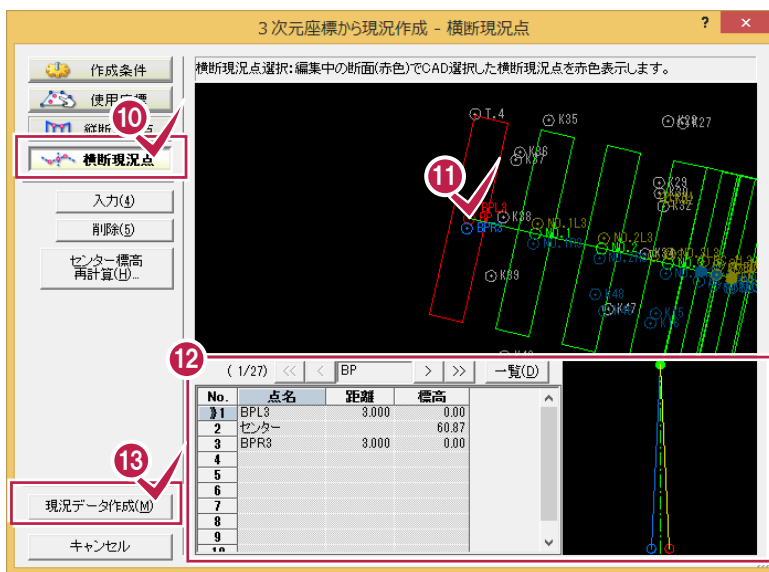 3次元座標から現況作成 - 横断現況点
?
×
作成条件
横断現況点選択:編集中の断面(赤色)でCAD選択した横断現況点を赤色表示します。
10
横断現況点
入力(4)
削除(5)
センター標高
再計算(H)...
T.4
K35
K27
K36
K37
11
K29
K32
BPL3
BP
K38
BPR3
NO.1L3
NO.1
NO.2L3
NO.2
K39
K48
K47
12
( 1/27) << < BP > >> 一覧(D)
No. 点名 距離 標高
1 BPL3 3.000 0.00
2 センター 60.87
3 BPR3 3.000 0.00
4
5
6
7
8
9
13
現況データ作成(M)
キャンセル